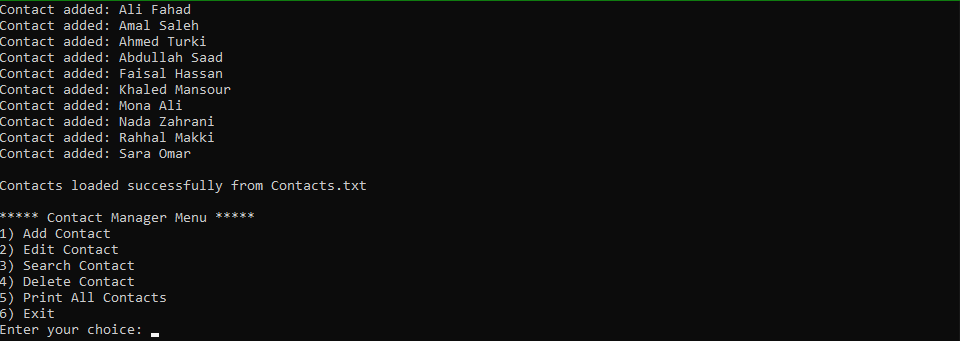 Contact added: Ali Fahad
Contact added: Amal Saleh
Contact added: Ahmed Turki
Contact added: Abdullah Saad
Contact added: Faisal Hassan
Contact added: Khaled Mansour
Contact added: Mona Ali
Contact added: Nada Zahrani
Contact added: Rahhal Makki
Contact added: Sara Omar
Contacts loaded successfully from Contacts.txt
***** Contact Manager Menu *****
1) Add Contact
2) Edit Contact
3) Search Contact
4) Delete Contact
5) Print All Contacts
6) Exit
Enter your choice: